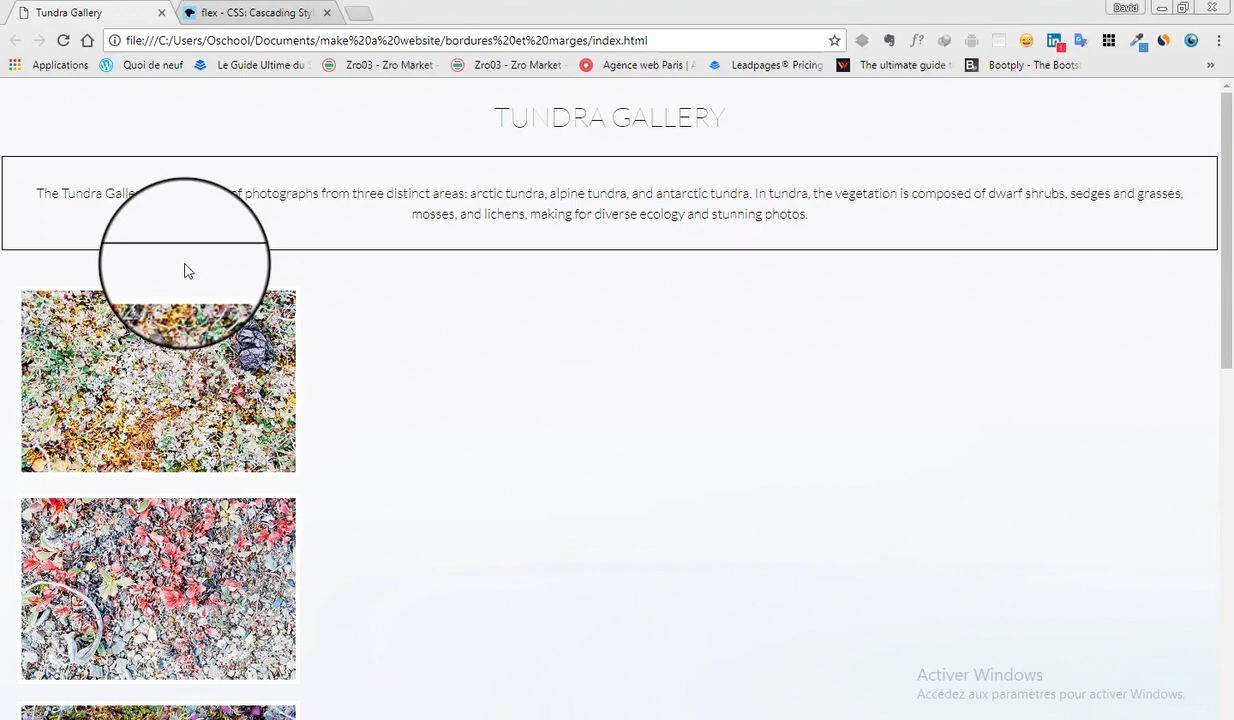 Tundra Gallery
flex - CSS: Cascading Sty
David
file:///C:/Users/Oschool/Documents/make%20a%20website/bordures%20et%20marges/index.html
Applications
Quoi de neuf
Le Guide Ultime du
Zro03 - Zro Market
Zro03 - Zro Market
Agence web Paris |
Leadpages® Pricing
The ultimate guide
Bootply - The Boots
TUNDRA GALLERY
The Tundra Galle of photographs from three distinct areas: arctic tundra, alpine tundra, and antarctic tundra. In tundra, the vegetation is composed of dwarf shrubs, sedges and grasses,
mosses, and lichens, making for diverse ecology and stunning photos.
Activer Windows
Accédez aux paramètres pour activer Windows.